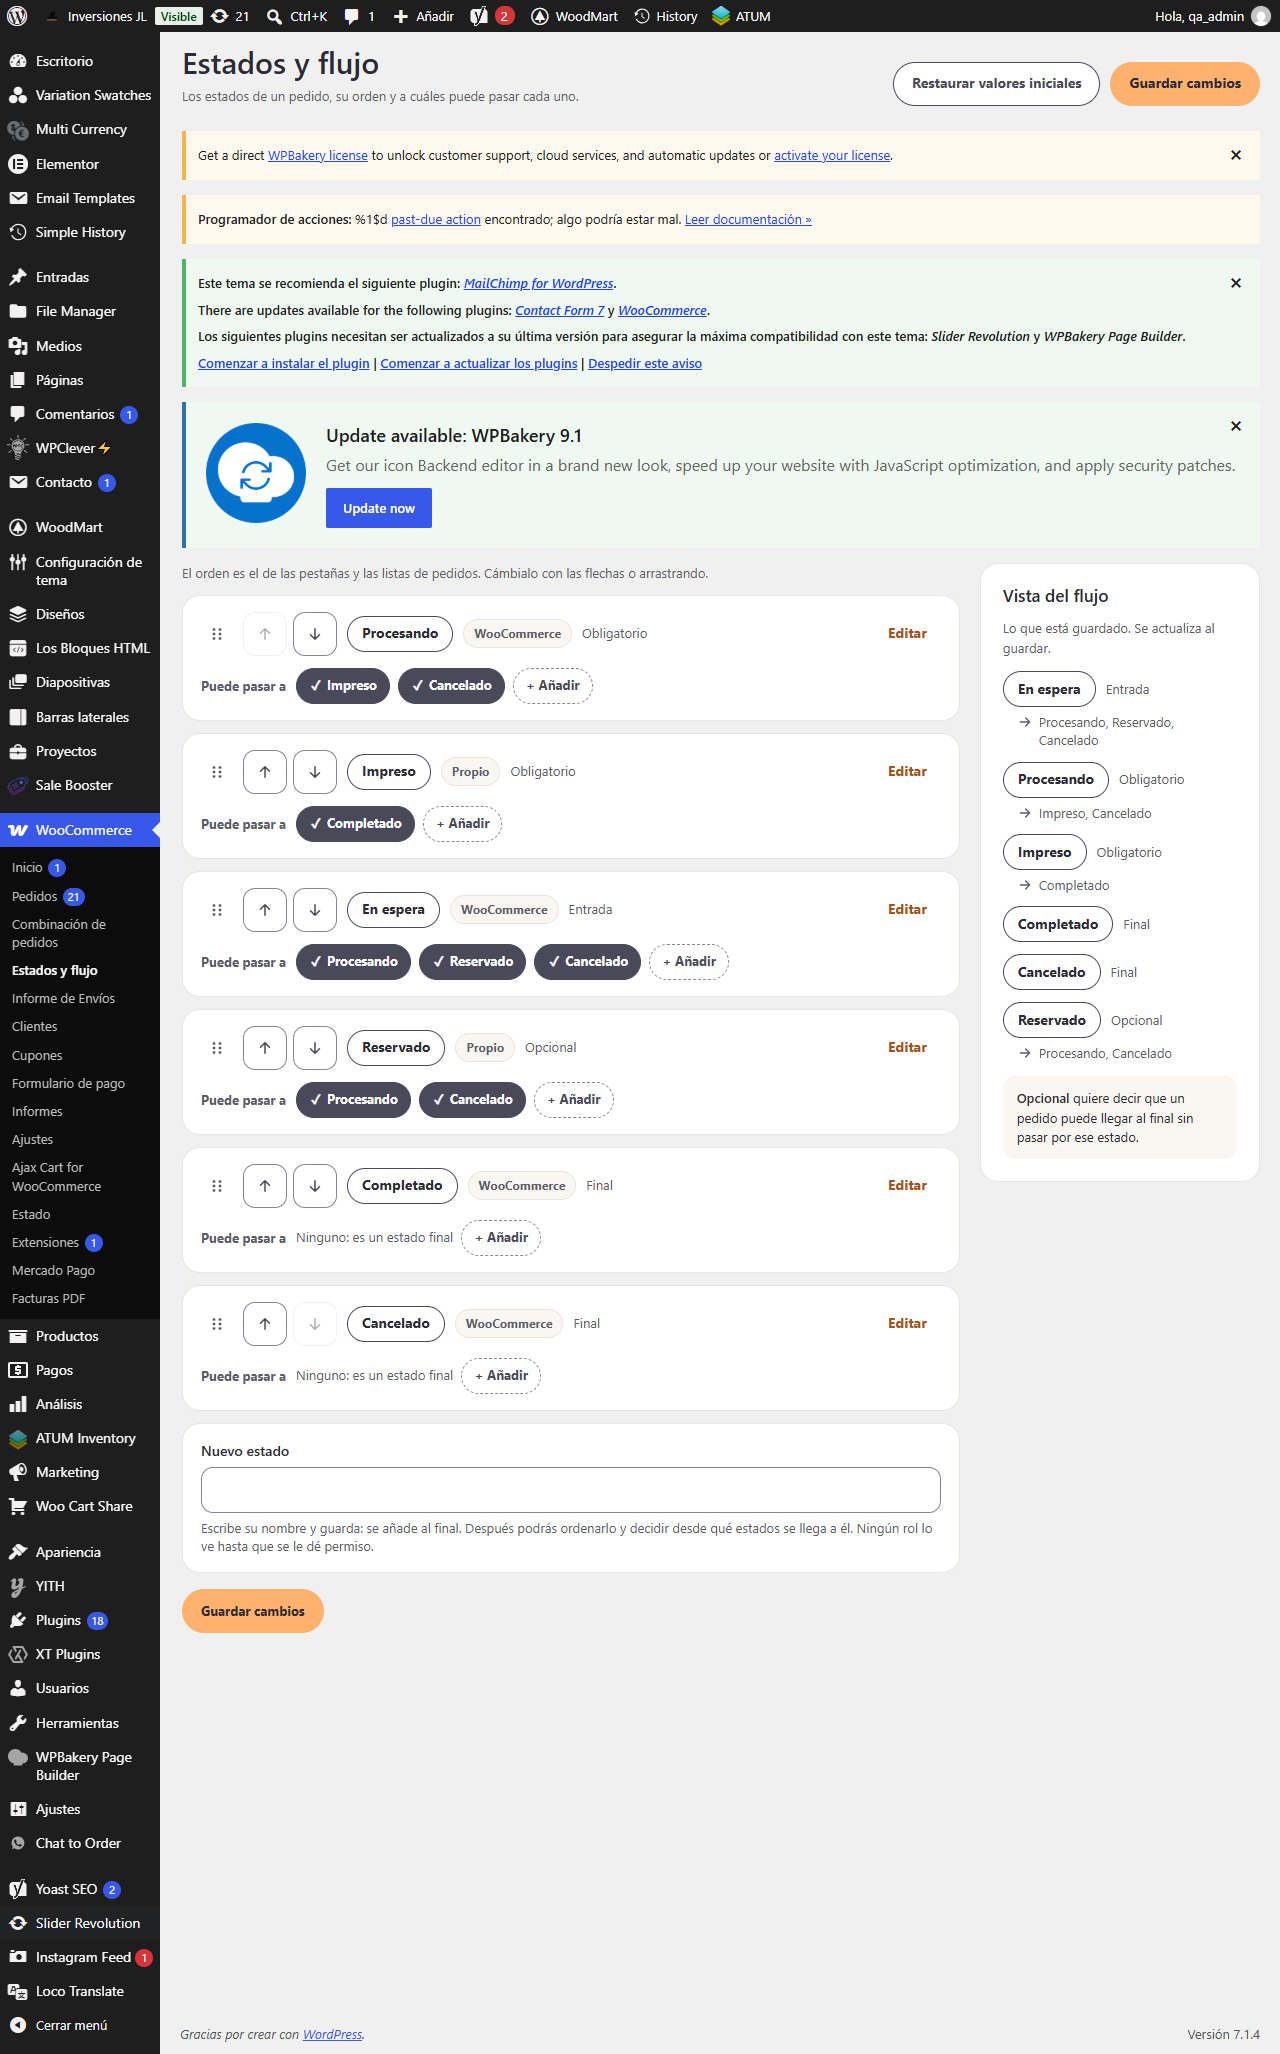 Inversiones JL Visible 21 Ctrl+K 1 Añadir 2 WoodMart History ATUM Hola, qa_admin
Escritorio
Variation Swatches
Multi Currency
Elementor
Email Templates
Simple History
Entradas
File Manager
Medios
Páginas
Comentarios 1
WPClever
Contacto 1
WoodMart
Configuración de
tema
Diseños
Los Bloques HTML
Diapositivas
Barras laterales
Proyectos
Sale Booster
WooCommerce
Inicio 1
Pedidos 21
Combinación de
pedidos
Estados y flujo
Informe de Envíos
Clientes
Cupones
Formulario de pago
Informes
Ajustes
Ajax Cart for
WooCommerce
Estado
Extensiones 1
Mercado Pago
Facturas PDF
Productos
Pagos
Análisis
ATUM Inventory
Marketing
Woo Cart Share
Apariencia
YITH
Plugins 18
XT Plugins
Usuarios
Herramientas
WPBakery Page
Builder
Ajustes
Chat to Order
Yoast SEO 2
Slider Revolution
Instagram Feed 1
Loco Translate
Cerrar menú
Estados y flujo
Los estados de un pedido, su orden y a cuáles puede pasar cada uno.
Restaurar valores iniciales
Guardar cambios
Get a direct WPBakery license to unlock customer support, cloud services, and automatic updates or activate your license.
Programador de acciones: %1$d past-due action encontrado; algo podría estar mal. Leer documentación »
Este tema se recomienda el siguiente plugin: MailChimp for WordPress.
There are updates available for the following plugins: Contact Form 7 y WooCommerce.
Los siguientes plugins necesitan ser actualizados a su última versión para asegurar la máxima compatibilidad con este tema: Slider Revolution y WPBakery Page Builder.
Comenzar a instalar el plugin | Comenzar a actualizar los plugins | Despedir este aviso
Update available: WPBakery 9.1
Get our icon Backend editor in a brand new look, speed up your website with JavaScript optimization, and apply security patches.
Update now
El orden es el de las pestañas y las listas de pedidos. Cámbialo con las flechas o arrastrando.
↑ ↓ Procesando WooCommerce Obligatorio Editar
Puede pasar a ✓ Impreso ✓ Cancelado + Añadir
↑ ↓ Impreso Propio Obligatorio Editar
Puede pasar a ✓ Completado + Añadir
↑ ↓ En espera WooCommerce Entrada Editar
Puede pasar a ✓ Procesando ✓ Reservado ✓ Cancelado + Añadir
↑ ↓ Reservado Propio Opcional Editar
Puede pasar a ✓ Procesando ✓ Cancelado + Añadir
↑ ↓ Completado WooCommerce Final Editar
Puede pasar a Ninguno: es un estado final + Añadir
↑ ↓ Cancelado WooCommerce Final Editar
Puede pasar a Ninguno: es un estado final + Añadir
Nuevo estado
Escribe su nombre y guarda: se añade al final. Después podrás ordenarlo y decidir desde qué estados se llega a él. Ningún rol lo
ve hasta que se le dé permiso.
Guardar cambios
Vista del flujo
Lo que está guardado. Se actualiza al
guardar.
En espera Entrada
→ Procesando, Reservado,
Cancelado
Procesando Obligatorio
→ Impreso, Cancelado
Impreso Obligatorio
→ Completado
Completado Final
Cancelado Final
Reservado Opcional
→ Procesando, Cancelado
Opcional quiere decir que un
pedido puede llegar al final sin
pasar por ese estado.
Gracias por crear con WordPress.
Versión 7.1.4